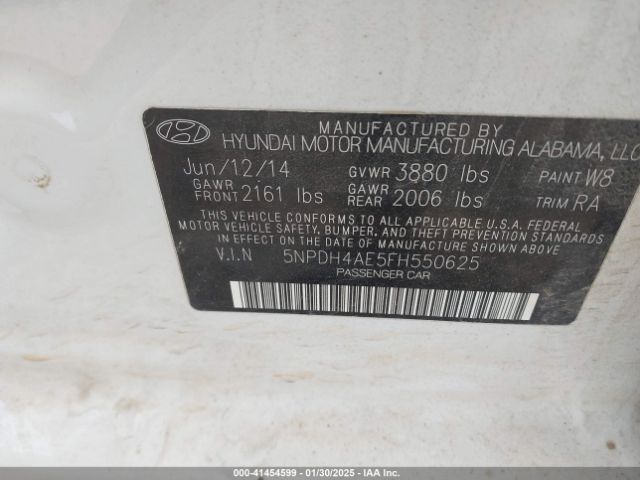 MANUFACTURED BY
HYUNDAI MOTOR MANUFACTURING ALABAMA, LLC
Jun/12/14 GVWR 3880 lbs PAINT W8
GAWR FRONT 2161 lbs GAWR REAR 2006 lbs TRIM RA
THIS VEHICLE CONFORMS TO ALL APPLICABLE U.S.A. FEDERAL
MOTOR VEHICLE SAFETY, BUMPER, AND THEFT PREVENTION STANDARDS
IN EFFECT ON THE DATE OF MANUFACTURE SHOWN ABOVE
V.I.N 5NPDH4AE5FH550625
PASSENGER CAR
000-41454599 - 01/30/2025 - IAA Inc.